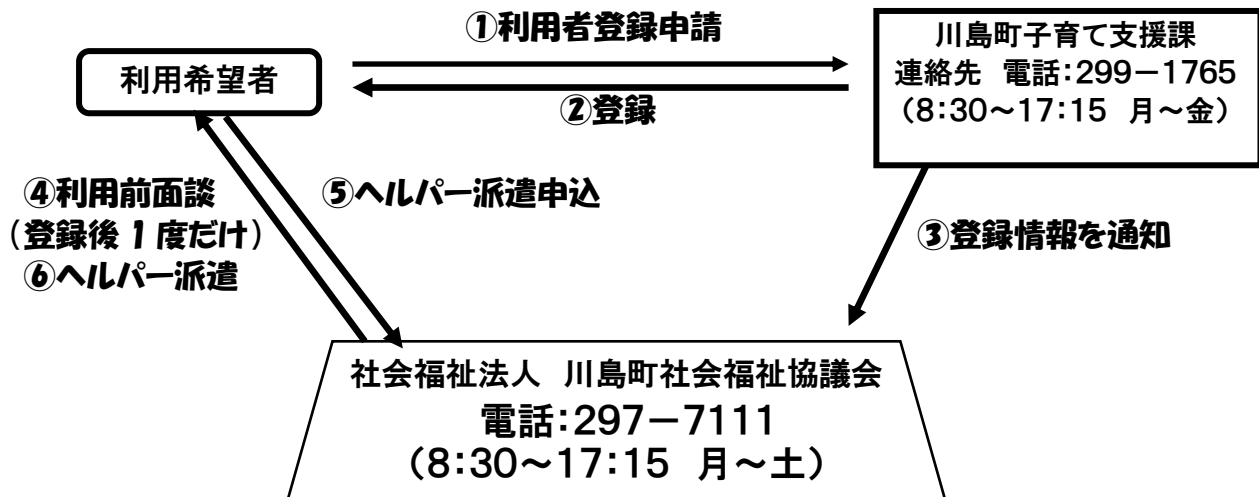 ①利用者登録申請
利用希望者
②登録
川島町子育て支援課
連絡先 電話:299-1765
(8:30~17:15 月~金)
④利用前面談
(登録後1度だけ)
⑥ヘルパー派遣
⑤ヘルパー派遣申込
③登録情報を通知
社会福祉法人 川島町社会福祉協議会
電話:297-7111
(8:30~17:15 月~土)